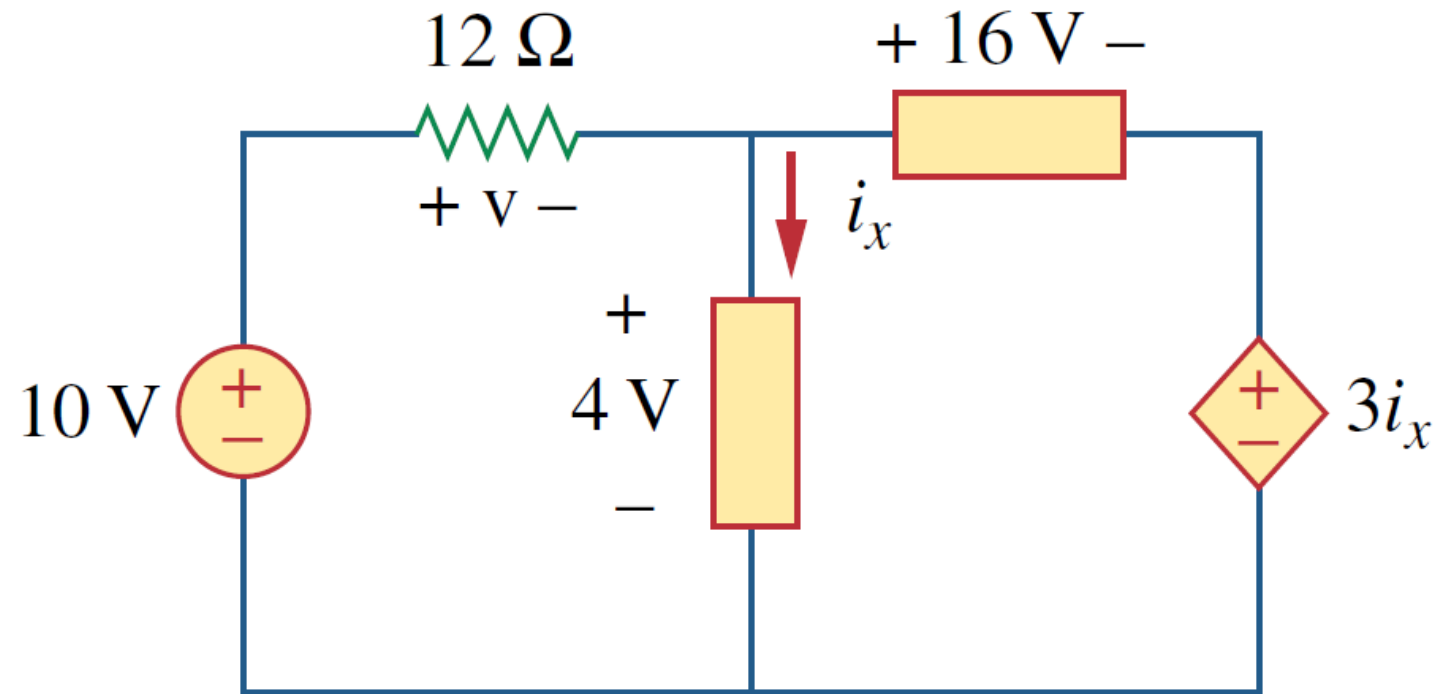 12 Ω
+ 16 V –
+ v –
i_x
+
4 V
–
10 V
+
–
+
–
3i_x